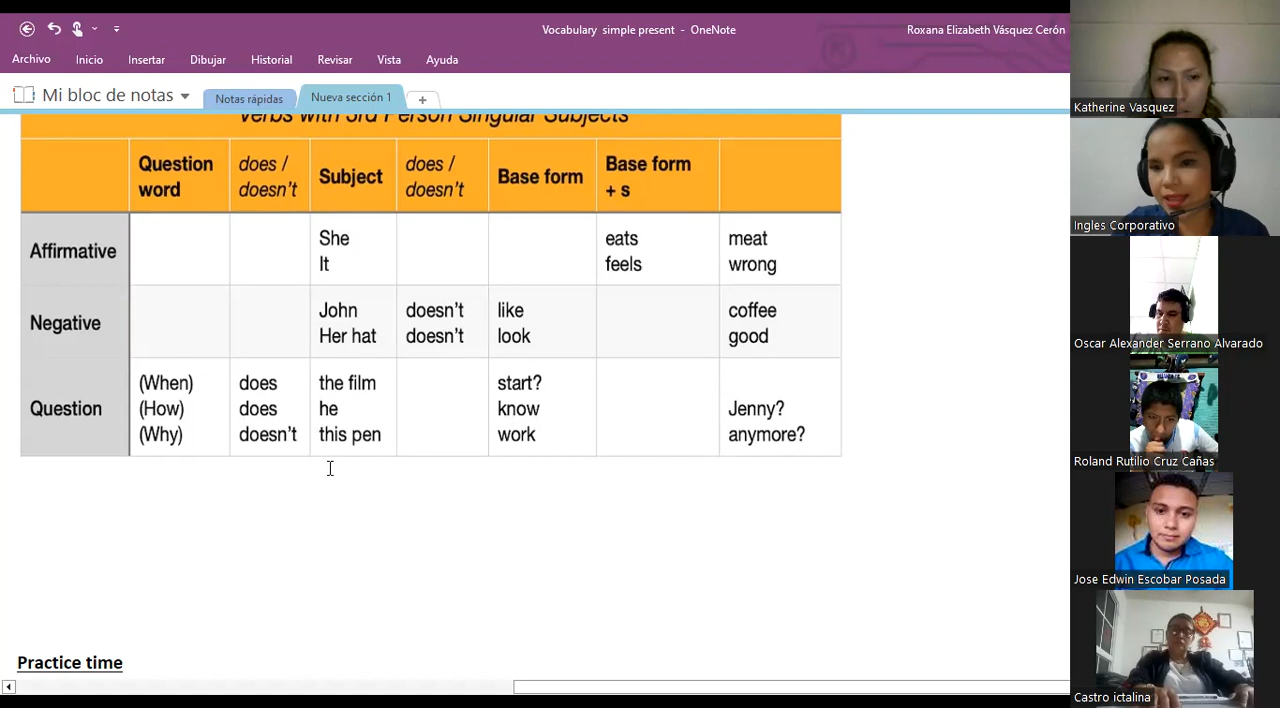 Vocabulary simple present - OneNote
Roxana Elizabeth Vásquez Cerón
Archivo Inicio Insertar Dibujar Historial Revisar Vista Ayuda
Mi bloc de notas Notas rápidas Nueva sección 1 +
Verbs with 3rd Person Singular Subjects
Question word
does / doesn't
Subject
does / doesn't
Base form
Base form + s
Affirmative
She
It
eats
feels
meat
wrong
Negative
John
Her hat
doesn't
doesn't
like
look
coffee
good
Question
(When)
(How)
(Why)
does
does
doesn't
the film
he
this pen
start?
know
work
Jenny?
anymore?
Practice time
Katherine Vasquez
Ingles Corporativo
Oscar Alexander Serrano Alvarado
Roland Rutilio Cruz Cañas
Jose Edwin Escobar Posada
Castro ictalina